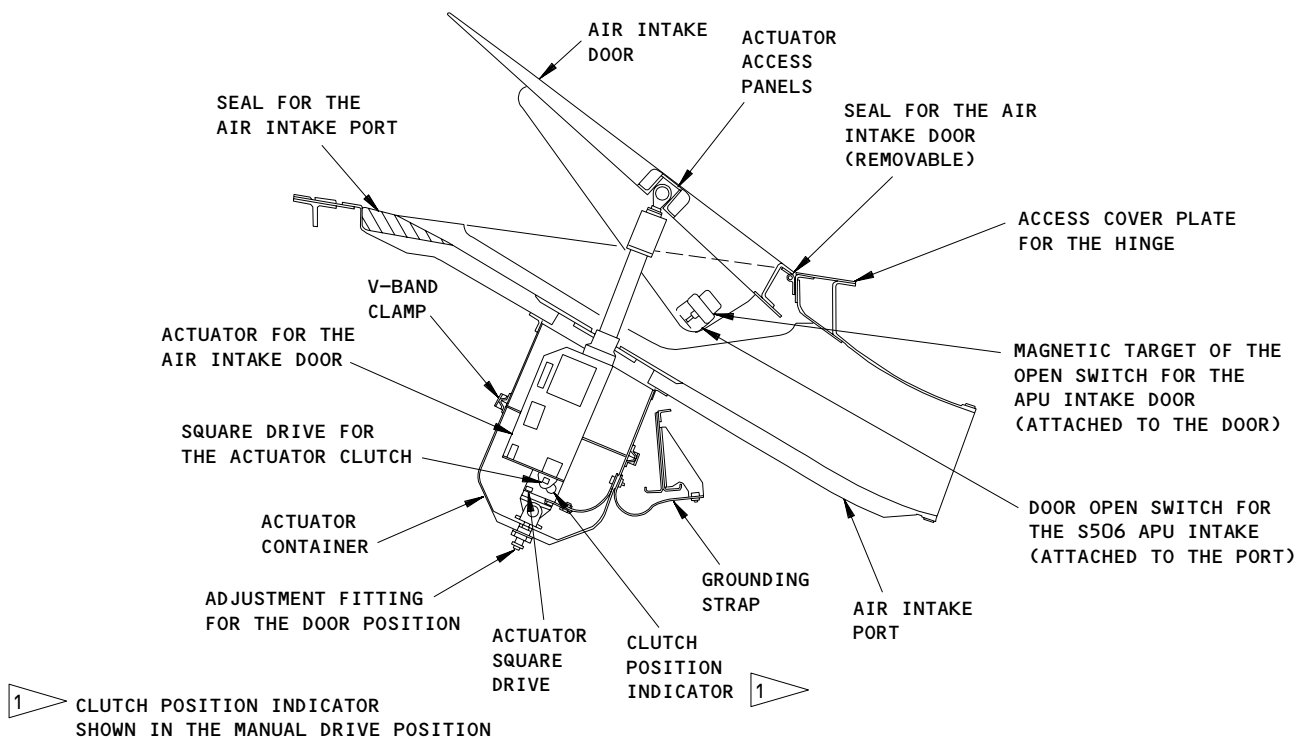 AIR INTAKE
DOOR
ACTUATOR
ACCESS
PANELS
SEAL FOR THE
AIR INTAKE PORT
SEAL FOR THE AIR
INTAKE DOOR
(REMOVABLE)
ACCESS COVER PLATE
FOR THE HINGE
V-BAND
CLAMP
ACTUATOR FOR THE
AIR INTAKE DOOR
MAGNETIC TARGET OF THE
OPEN SWITCH FOR THE
APU INTAKE DOOR
(ATTACHED TO THE DOOR)
SQUARE DRIVE FOR
THE ACTUATOR CLUTCH
DOOR OPEN SWITCH FOR
THE S506 APU INTAKE
(ATTACHED TO THE PORT)
ACTUATOR
CONTAINER
GROUNDING
STRAP
AIR INTAKE
PORT
ADJUSTMENT FITTING
FOR THE DOOR POSITION
ACTUATOR
SQUARE
DRIVE
CLUTCH
POSITION
INDICATOR 1
1 CLUTCH POSITION INDICATOR
SHOWN IN THE MANUAL DRIVE POSITION